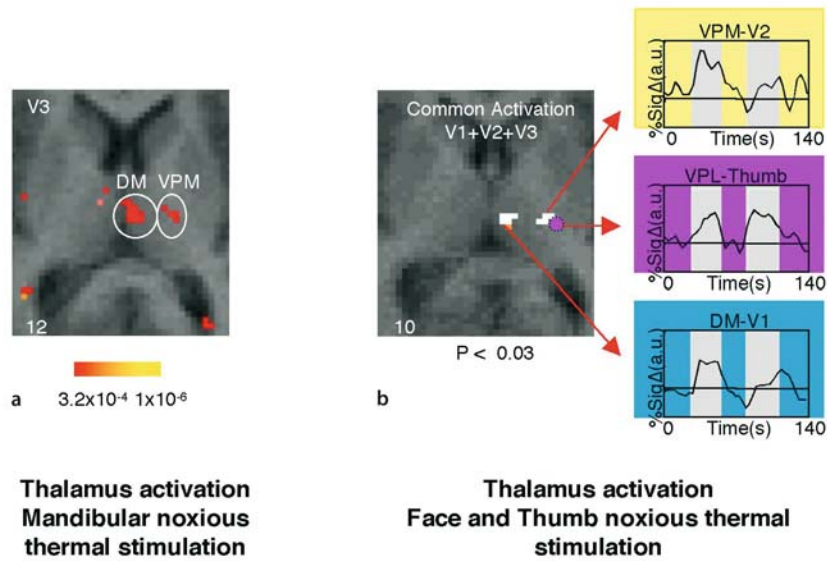 V3
DM VPM
12
3.2x10⁻⁴ 1x10⁻⁶
a
Common Activation
V1+V2+V3
10
P < 0.03
b
VPM-V2
%SigΔ(a.u.)
0 Time(s) 140
VPL-Thumb
%SigΔ(a.u.)
0 Time(s) 140
DM-V1
%SigΔ(a.u.)
0 Time(s) 140
Thalamus activation
Mandibular noxious
thermal stimulation
Thalamus activation
Face and Thumb noxious thermal
stimulation